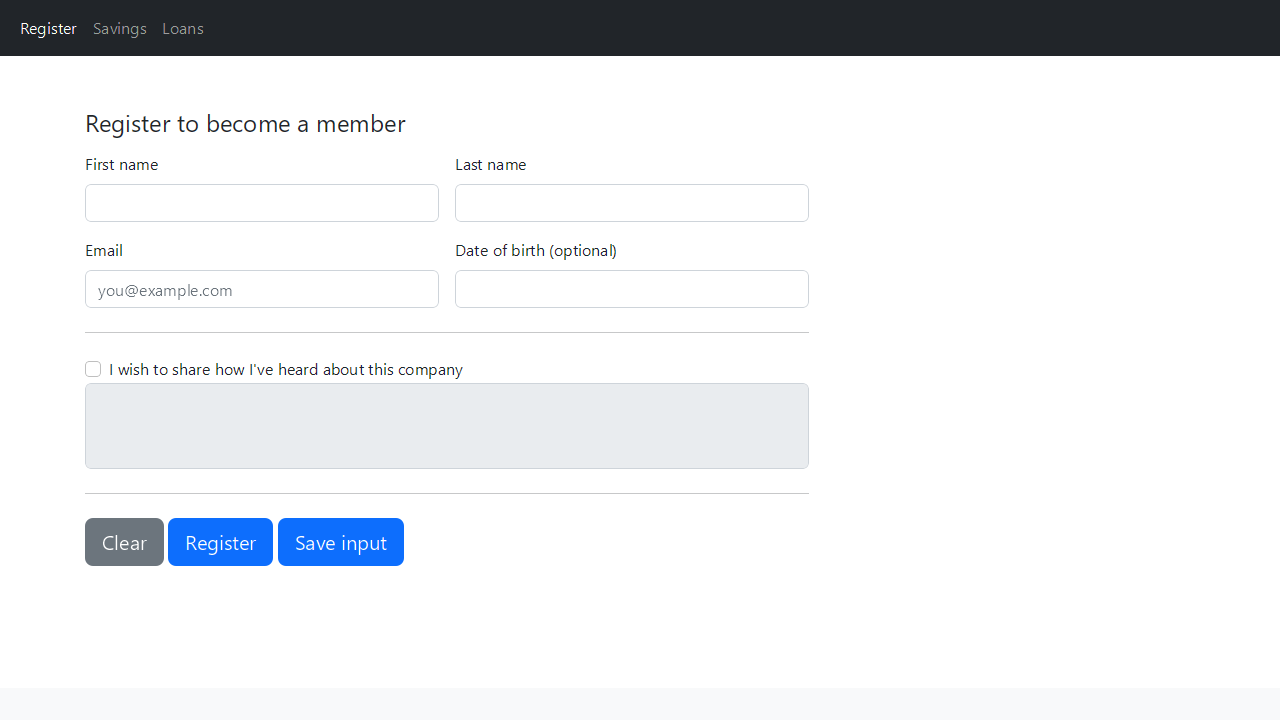 Register Savings Loans
Register to become a member
First name Last name
Email Date of birth (optional)
you@example.com
I wish to share how I've heard about this company
Clear Register Save input